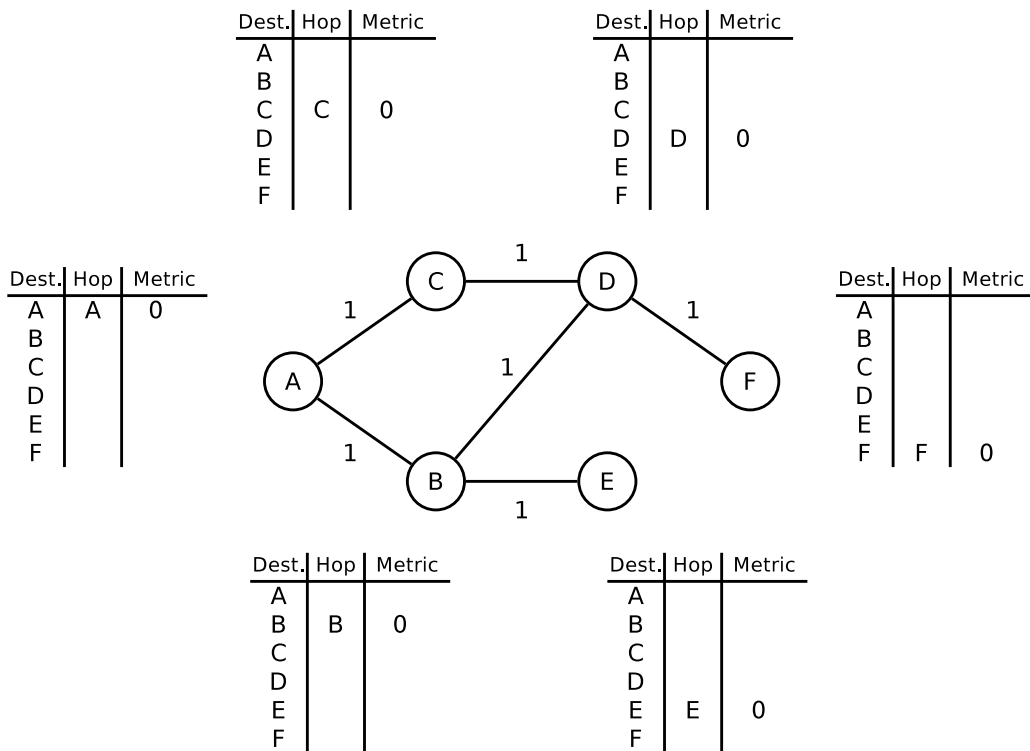 Dest. Hop Metric
A
B
C C 0
D
E
F
Dest. Hop Metric
A
B
C
D D 0
E
F
Dest. Hop Metric
A A 0
B
C
D
E
F
C 1 D
1
1
1
A
F
1
B
1
E
Dest. Hop Metric
A
B
C
D
E
F F 0
Dest. Hop Metric
A
B B 0
C
D
E
F
Dest. Hop Metric
A
B
C
D
E E 0
F